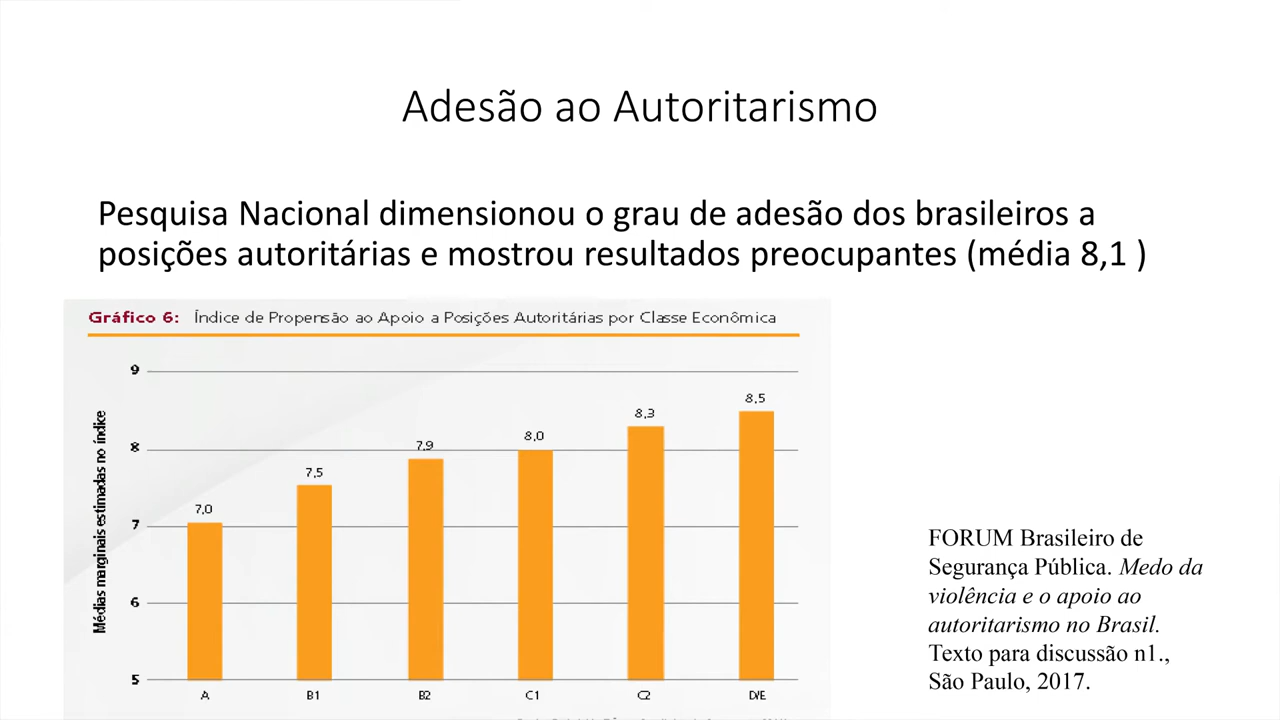 Adesão ao Autoritarismo
Pesquisa Nacional dimensionou o grau de adesão dos brasileiros a
posições autoritárias e mostrou resultados preocupantes (média 8,1 )
Gráfico 6: Índice de Propensão ao Apoio a Posições Autoritárias por Classe Econômica
Médias marginais estimadas no índice
9
8
7
6
5
7,0
7,5
7,9
8,0
8,3
8,5
A
B1
B2
C1
C2
D/E
FORUM Brasileiro de
Segurança Pública. Medo da
violência e o apoio ao
autoritarismo no Brasil.
Texto para discussão n1.,
São Paulo, 2017.